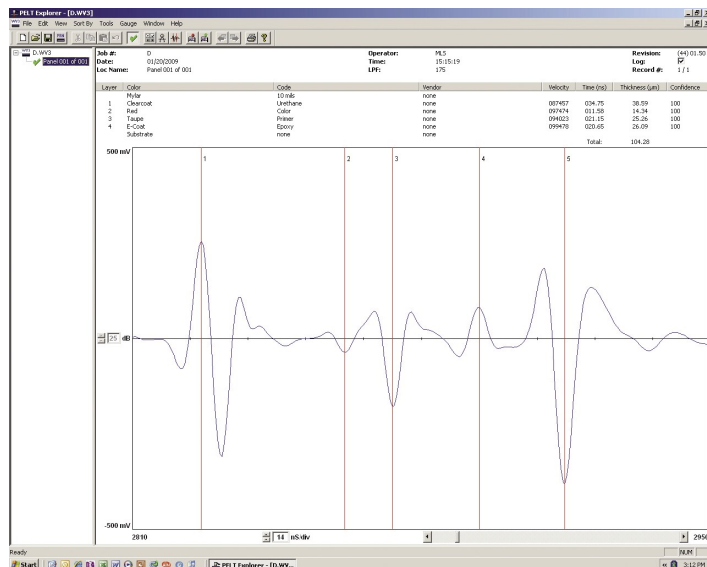 PELT Explorer - [D.WV3]
File Edit View Sort By Tools Gauge Window Help
D.WV3
Panel 001 of 001
Job #: D Operator: MLS Revision: (44) 01.50
Date: 01/20/2009 Time: 15:15:19 Log:
Loc Name: Panel 001 of 001 LPF: 175 Record #: 1 / 1
Layer Color Code Vendor Velocity Time (ns) Thickness (µm) Confidence
Mylar 10 mils none
1 Clearcoat Urethane none 087457 034.75 38.59 100
2 Red Color none 097474 011.58 14.34 100
3 Taupe Primer none 094023 021.15 25.26 100
4 E-Coat Epoxy none 099478 020.65 26.09 100
Substrate none none
Total: 104.28
500 mV
1 2 3 4 5
25 dB
-500 mV
2810 14 nS/div 2950
Ready NUM
Start PELT Explorer - [D.WV... 3:12 PM